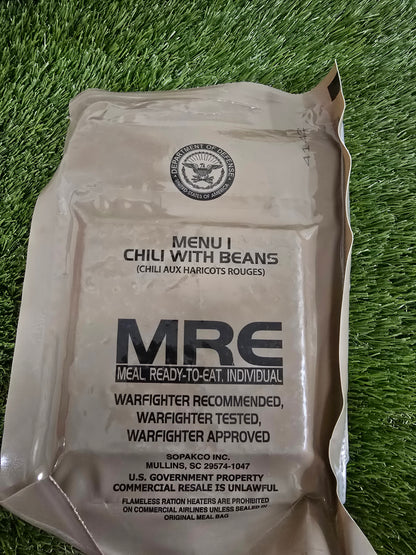 DEPARTMENT OF DEFENSE
UNITED STATES OF AMERICA
MENU 1
CHILI WITH BEANS
(CHILI AUX HARICOTS ROUGES)
MRE
MEAL READY-TO-EAT. INDIVIDUAL
WARFIGHTER RECOMMENDED,
WARFIGHTER TESTED,
WARFIGHTER APPROVED
SOPAKCO INC.
MULLINS, SC 29574-1047
U.S. GOVERNMENT PROPERTY
COMMERCIAL RESALE IS UNLAWFUL
FLAMELESS RATION HEATERS ARE PROHIBITED
ON COMMERCIAL AIRLINES UNLESS SEALED IN
ORIGINAL MEAL BAG